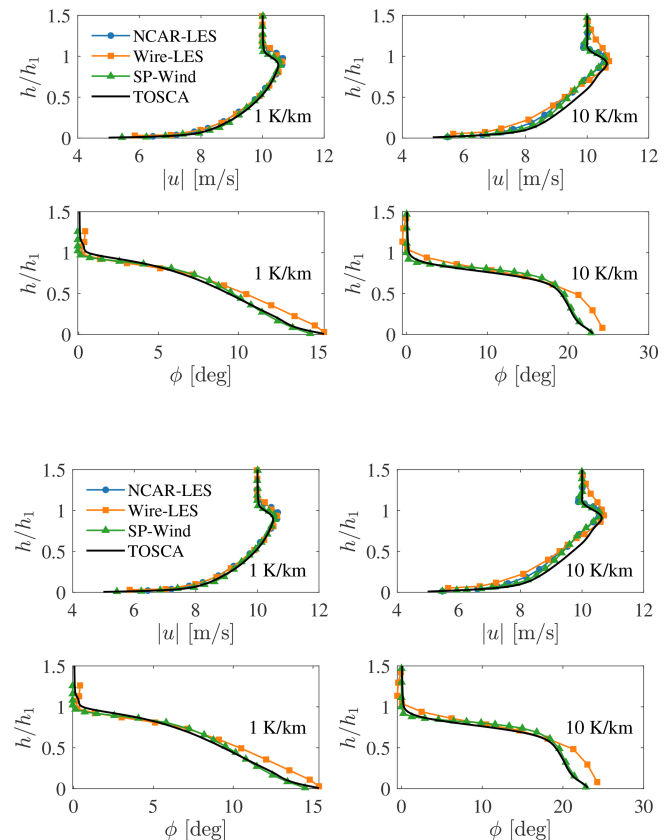 1.5
1
0.5
0
h/h₁
NCAR-LES
Wire-LES
SP-Wind
TOSCA
1 K/km
4 6 8 10 12
|u| [m/s]
1.5
1
0.5
0
h/h₁
10 K/km
4 6 8 10 12
|u| [m/s]
1.5
1
0.5
0
h/h₁
1 K/km
0 5 10 15
ϕ [deg]
1.5
1
0.5
0
h/h₁
10 K/km
0 10 20 30
ϕ [deg]
1.5
1
0.5
0
h/h₁
NCAR-LES
Wire-LES
SP-Wind
TOSCA
1 K/km
4 6 8 10 12
|u| [m/s]
1.5
1
0.5
0
h/h₁
10 K/km
4 6 8 10 12
|u| [m/s]
1.5
1
0.5
0
h/h₁
1 K/km
0 5 10 15
ϕ [deg]
1.5
1
0.5
0
h/h₁
10 K/km
0 10 20 30
ϕ [deg]